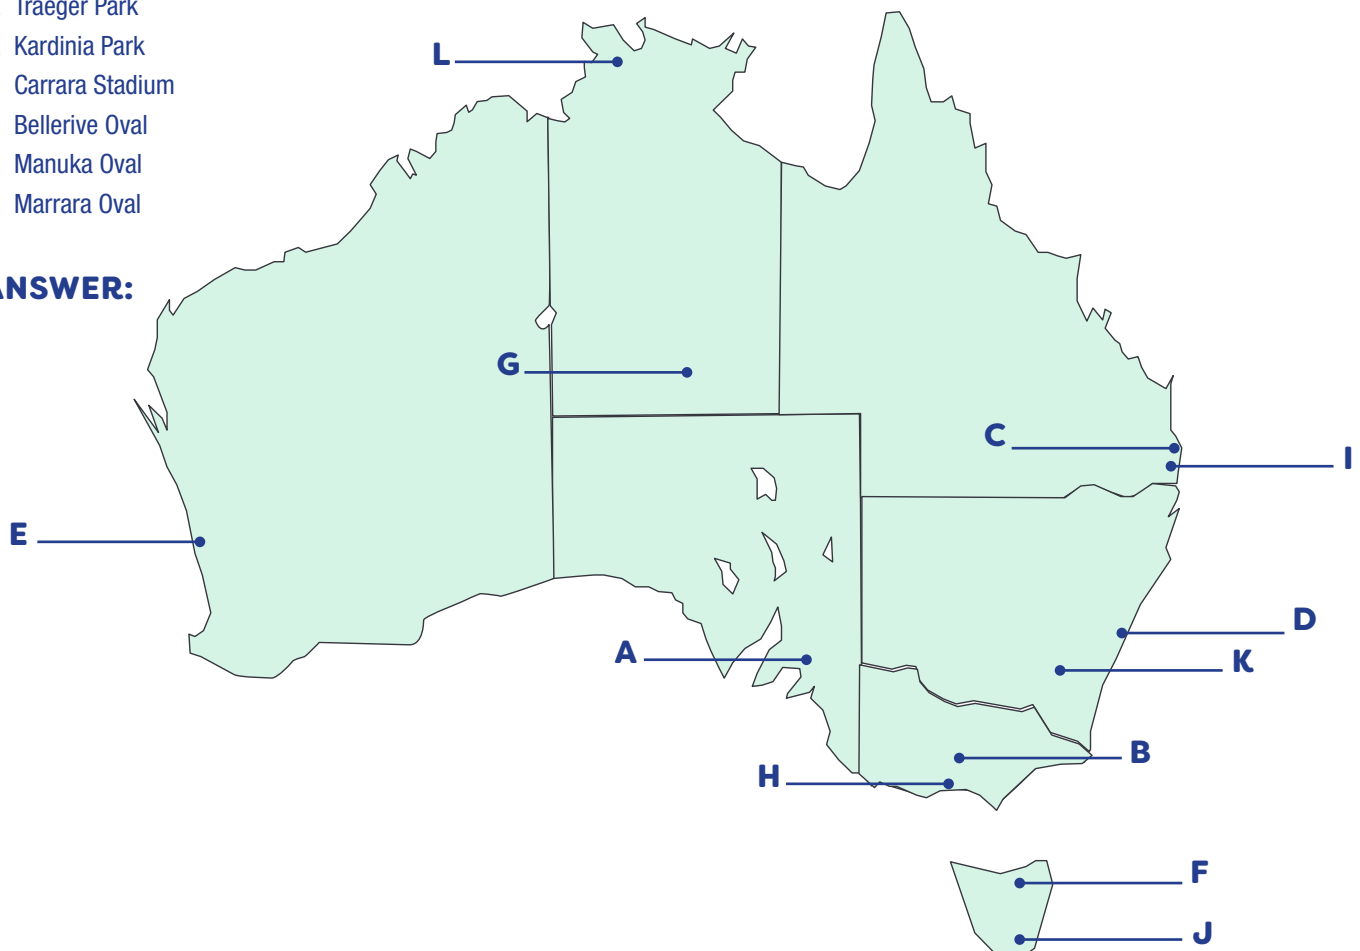 Traeger Park
Kardinia Park
Carrara Stadium
Bellerive Oval
Manuka Oval
Marrara Oval
ANSWER:
L
G
C
I
E
D
A
K
B
H
F
J